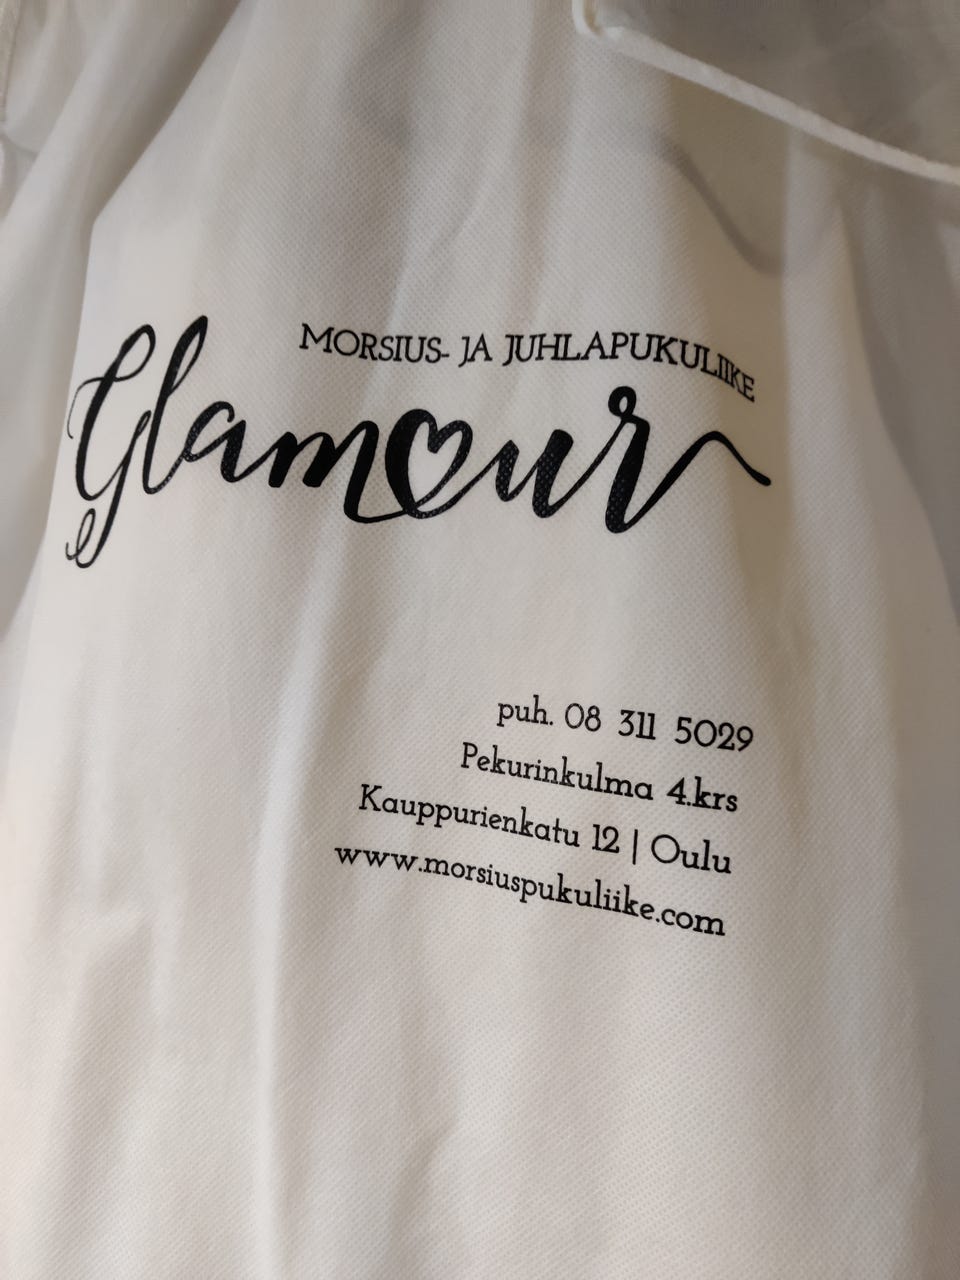 MORSIUS- JA JUHLAPUKULIIKE
Glamour
puh. 08 311 5029
Pekurinkulma 4.krs
Kauppurienkatu 12 | Oulu
www.morsiuspukuliike.com